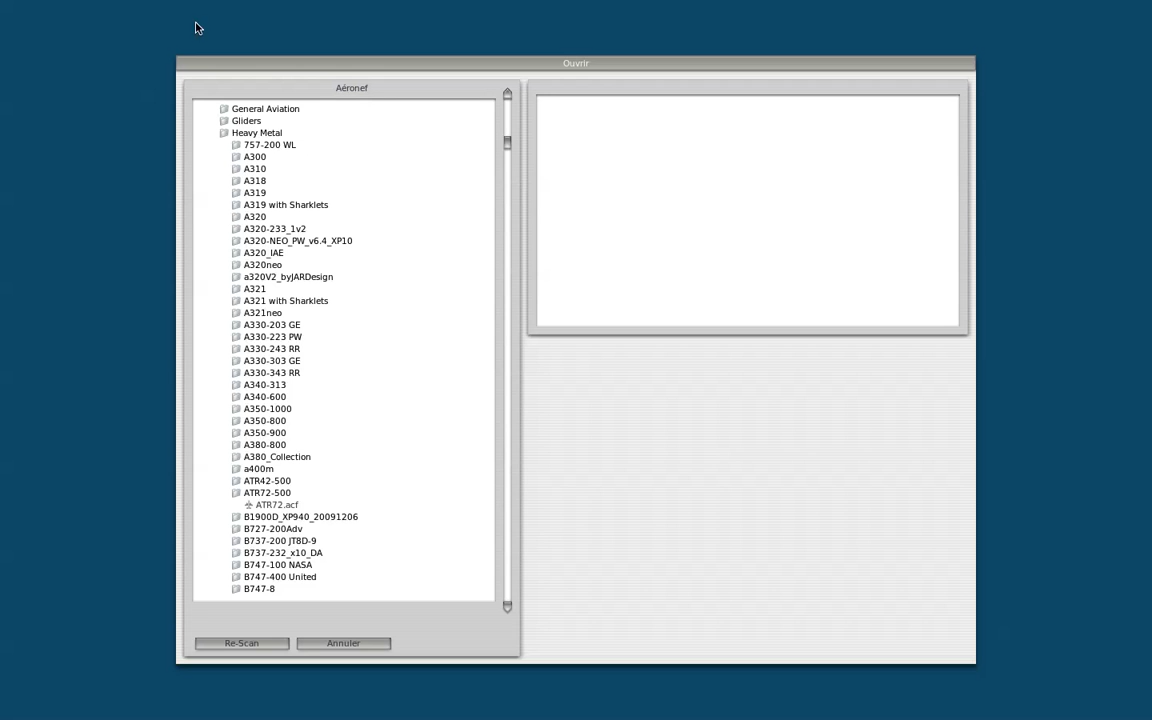 Ouvrir
Aéronef
General Aviation
Gliders
Heavy Metal
757-200 WL
A300
A310
A318
A319
A319 with Sharklets
A320
A320-233_1v2
A320-NEO_PW_v6.4_XP10
A320_IAE
A320neo
a320V2_byJARDesign
A321
A321 with Sharklets
A321neo
A330-203 GE
A330-223 PW
A330-243 RR
A330-303 GE
A330-343 RR
A340-313
A340-600
A350-1000
A350-800
A350-900
A380-800
A380_Collection
a400m
ATR42-500
ATR72-500
ATR72.acf
B1900D_XP940_20091206
B727-200Adv
B737-200 JT8D-9
B737-232_x10_DA
B747-100 NASA
B747-400 United
B747-8
Re-Scan
Annuler